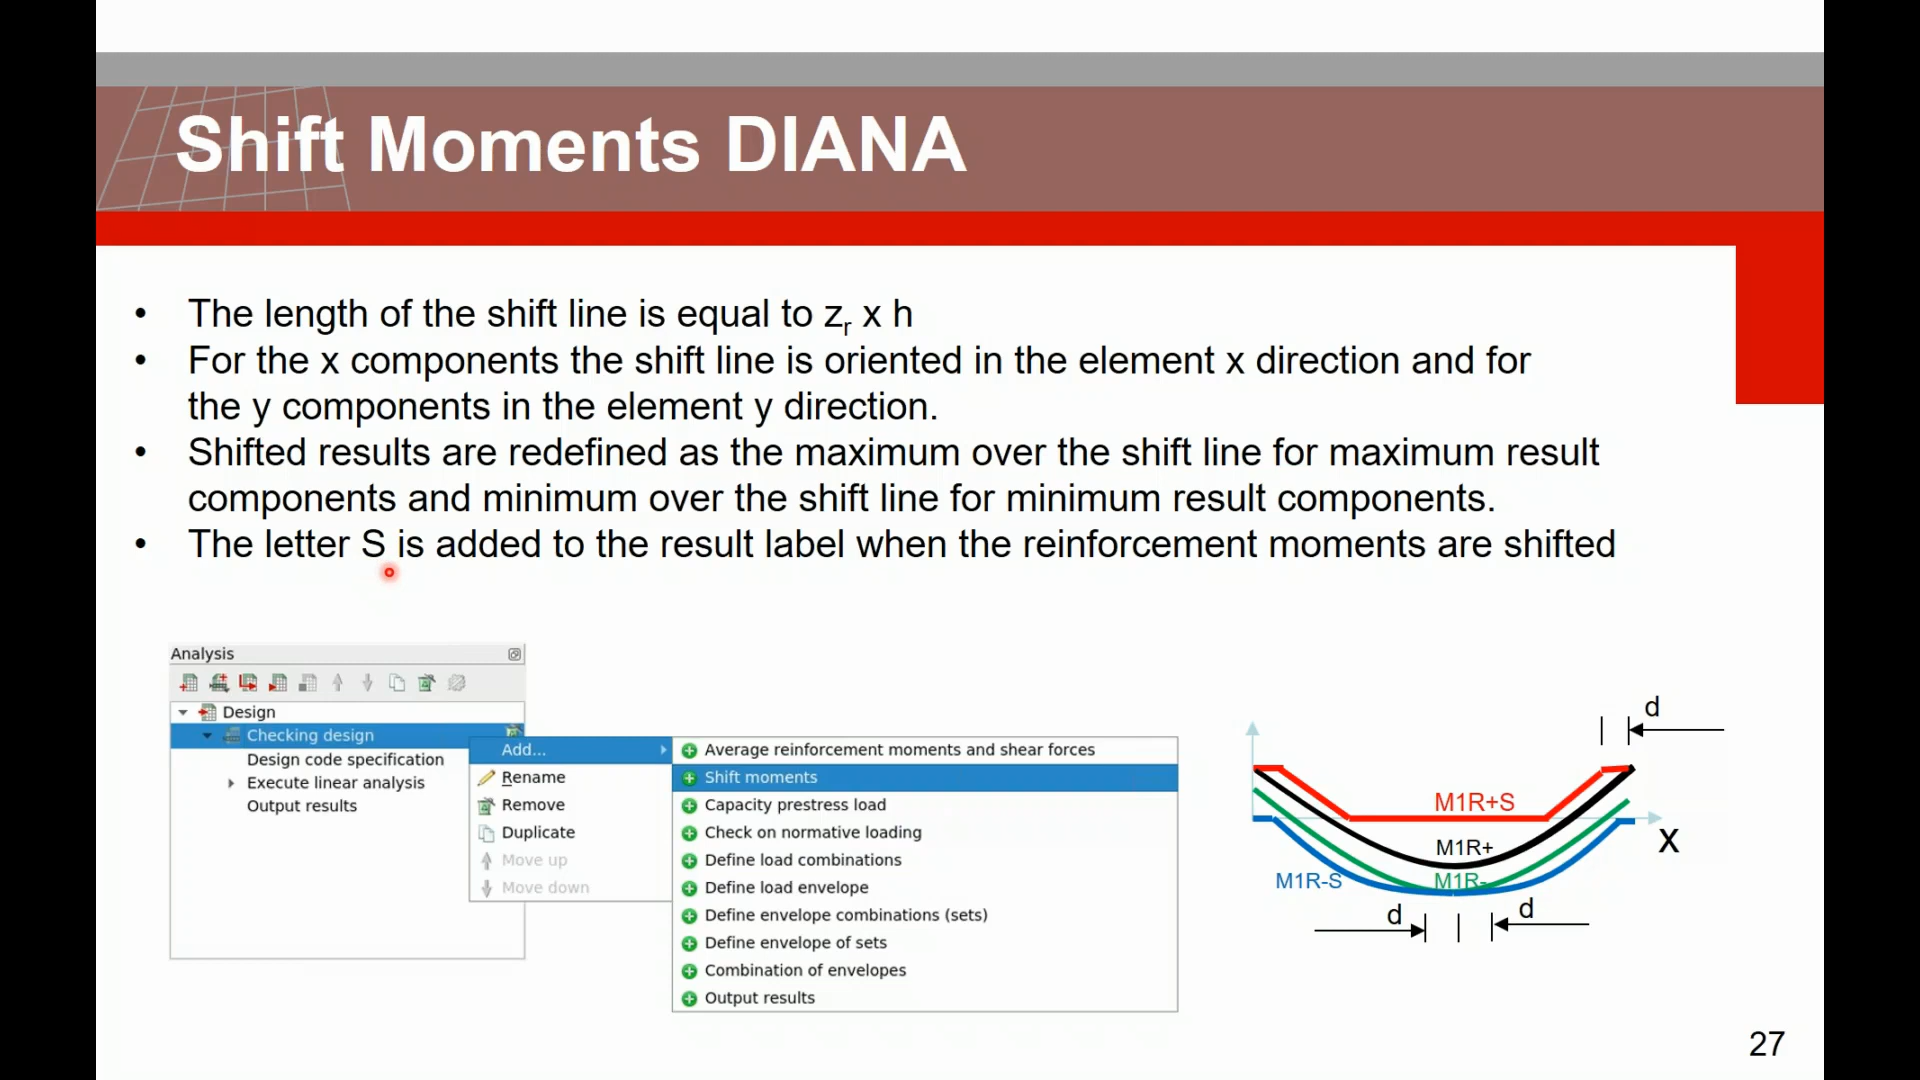 Shift Moments DIANA
• The length of the shift line is equal to zr x h
• For the x components the shift line is oriented in the element x direction and for
the y components in the element y direction.
• Shifted results are redefined as the maximum over the shift line for maximum result
components and minimum over the shift line for minimum result components.
• The letter S is added to the result label when the reinforcement moments are shifted
Analysis
Design
Checking design
Design code specification
Execute linear analysis
Output results
Add...
Rename
Remove
Duplicate
Move up
Move down
Average reinforcement moments and shear forces
Shift moments
Capacity prestress load
Check on normative loading
Define load combinations
Define load envelope
Define envelope combinations (sets)
Define envelope of sets
Combination of envelopes
Output results
d
M1R+S
x
M1R+
M1R-S
M1R-
d
d
27